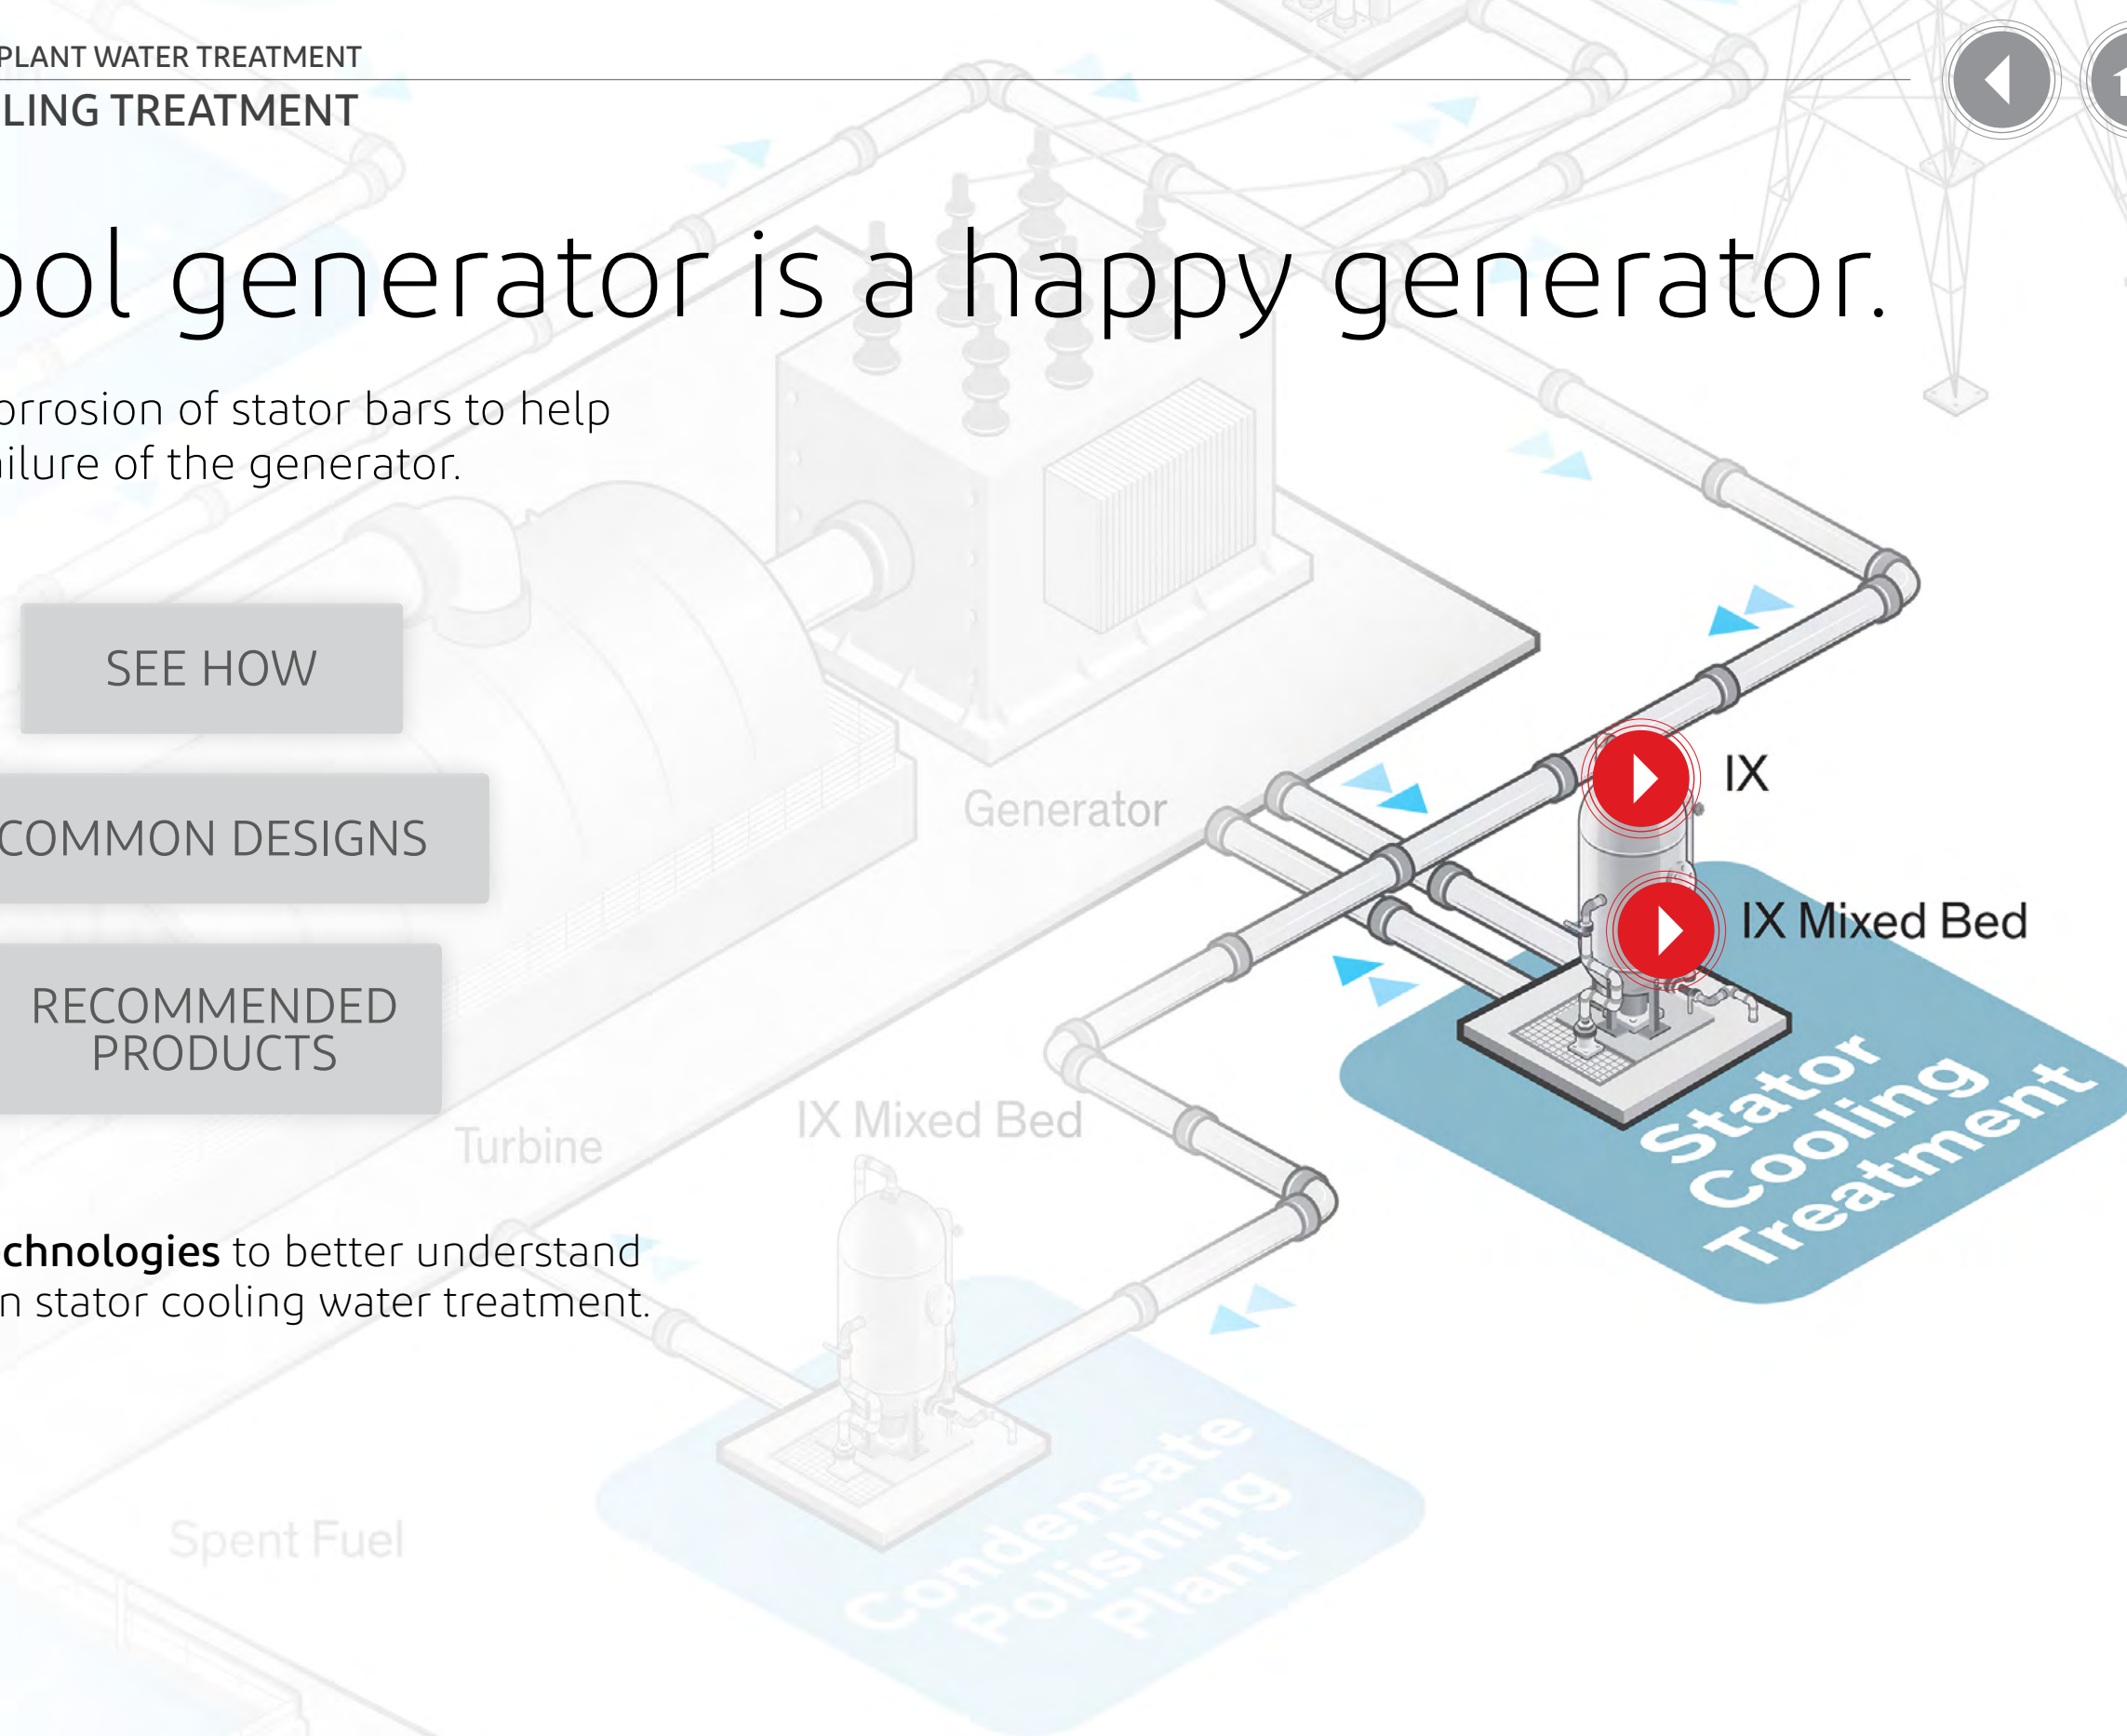 PLANT WATER TREATMENT
LING TREATMENT
ool generator is a happy generator.
orrosion of stator bars to help
ailure of the generator.
SEE HOW
COMMON DESIGNS
RECOMMENDED
PRODUCTS
Generator
IX
IX Mixed Bed
Stator
Cooling
Treatment
IX Mixed Bed
Turbine
chnologies to better understand
n stator cooling water treatment.
Condensate
Polishing
Plant
Spent Fuel